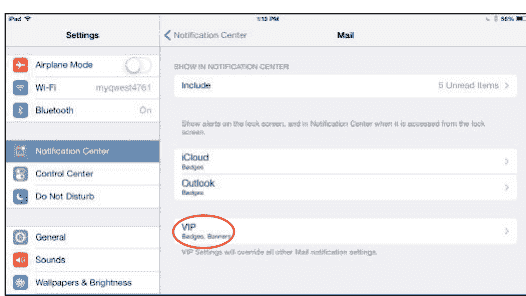 iPad 1:13 PM 56%
Settings
Notification Center Mail
Airplane Mode
Wi-Fi myqwest4761
Bluetooth On
Notification Center
Control Center
Do Not Disturb
General
Sounds
Wallpapers & Brightness
SHOW IN NOTIFICATION CENTER
Include 5 Unread Items
Show alerts on the lock screen, and in Notification Center when it is accessed from the lock
screen.
iCloud
Badges
Outlook
Badges
VIP
Badges, Banners
VIP Settings will override all other Mail notification settings.